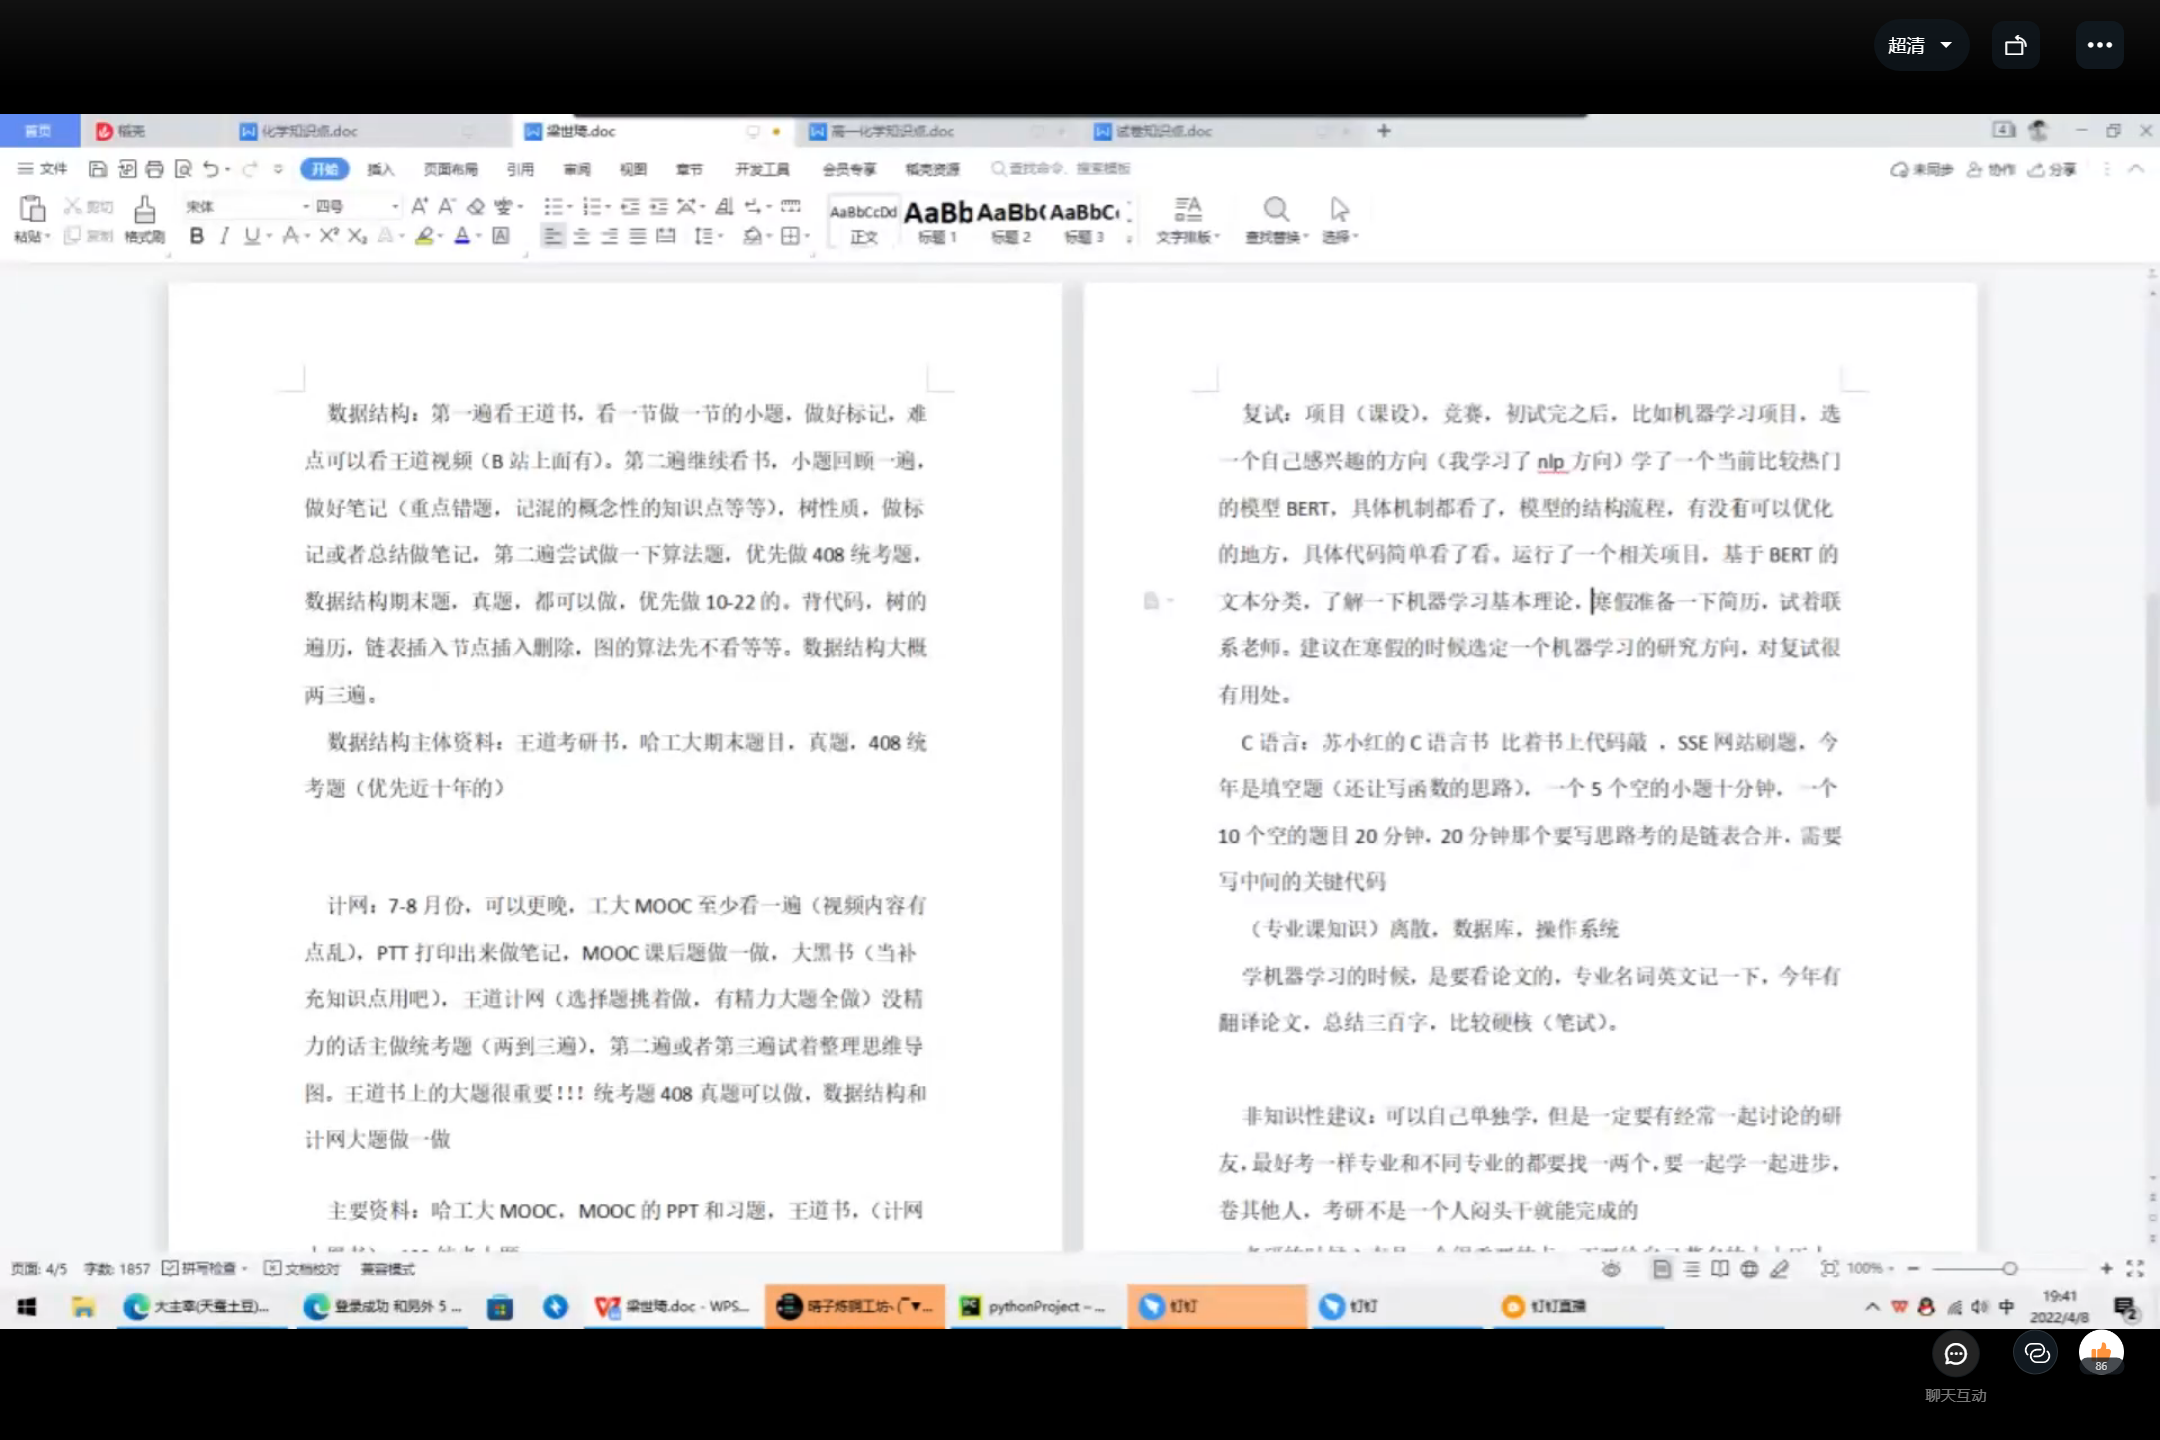 超清
首页 稻壳 化学知识点.doc 梁世琦.doc 高一化学知识点.doc 试卷知识点.doc
文件 开始 插入 页面布局 引用 审阅 视图 章节 开发工具 会员专享 稻壳资源 查找命令、搜索模板 未同步 协作 分享
剪切 宋体 四号 AaBbCcDd AaBb AaBb( AaBbC
粘贴 复制 格式刷 B I U A 正文 标题 1 标题 2 标题 3 文字排版 查找替换 选择
数据结构：第一遍看王道书，看一节做一节的小题，做好标记，难
点可以看王道视频（B 站上面有）。第二遍继续看书，小题回顾一遍，
做好笔记（重点错题，记混的概念性的知识点等等），树性质，做标
记或者总结做笔记，第二遍尝试做一下算法题，优先做 408 统考题，
数据结构期末题，真题，都可以做，优先做 10-22 的。背代码，树的
遍历，链表插入节点插入删除，图的算法先不看等等。数据结构大概
两三遍。
数据结构主体资料：王道考研书，哈工大期末题目，真题，408 统
考题（优先近十年的）
计网：7-8 月份，可以更晚，工大 MOOC 至少看一遍（视频内容有
点乱），PTT 打印出来做笔记，MOOC 课后题做一做，大黑书（当补
充知识点用吧），王道计网（选择题挑着做，有精力大题全做）没精
力的话主做统考题（两到三遍），第二遍或者第三遍试着整理思维导
图。王道书上的大题很重要！！！统考题 408 真题可以做，数据结构和
计网大题做一做
主要资料：哈工大 MOOC，MOOC 的 PPT 和习题，王道书，（计网
复试：项目（课设），竞赛，初试完之后，比如机器学习项目，选
一个自己感兴趣的方向（我学习了 nlp 方向）学了一个当前比较热门
的模型 BERT，具体机制都看了，模型的结构流程，有没有可以优化
的地方，具体代码简单看了看。运行了一个相关项目，基于 BERT 的
文本分类，了解一下机器学习基本理论，寒假准备一下简历，试着联
系老师。建议在寒假的时候选定一个机器学习的研究方向，对复试很
有用处。
C 语言：苏小红的 C 语言书 比着书上代码敲 ，SSE 网站刷题，今
年是填空题（还让写函数的思路），一个 5 个空的小题十分钟，一个
10 个空的题目 20 分钟，20 分钟那个要写思路考的是链表合并，需要
写中间的关键代码
（专业课知识）离散，数据库，操作系统
学机器学习的时候，是要看论文的，专业名词英文记一下，今年有
翻译论文，总结三百字，比较硬核（笔试）。
非知识性建议：可以自己单独学，但是一定要有经常一起讨论的研
友，最好考一样专业和不同专业的都要找一两个，要一起学一起进步，
卷其他人，考研不是一个人闷头干就能完成的
页面: 4/5 字数: 1857 拼写检查 文档校对 兼容模式 100%
大主宰(天蚕土豆)... 登录成功 和另外 5 ... 梁世琦.doc - WPS... pythonProject – ... 钉钉 钉钉 钉钉直播 中 19:41
2022/4/8
86
聊天互动